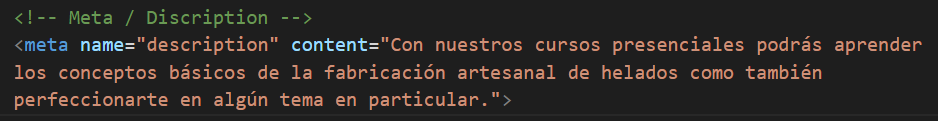 <!-- Meta / Discription -->
<meta name="description" content="Con nuestros cursos presenciales podrás aprender
los conceptos básicos de la fabricación artesanal de helados como también
perfeccionarte en algún tema en particular.">